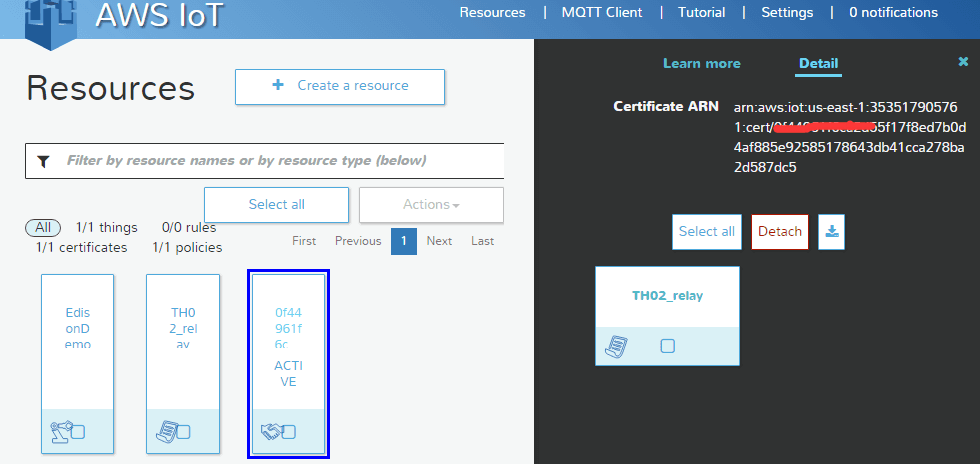 AWS IoT
Resources | MQTT Client | Tutorial | Settings | 0 notifications
Resources
+ Create a resource
Filter by resource names or by resource type (below)
Select all
Actions
All 1/1 things 0/0 rules
1/1 certificates 1/1 policies
First Previous 1 Next Last
Edis
onD
emo
TH0
2_rel
ay
0f44
961f
6c
ACTI
VE
Learn more
Detail
Certificate ARN
arn:aws:iot:us-east-1:35351790576
1:cert/
5f17f8ed7b0d
4af885e92585178643db41cca278ba
2d587dc5
Select all
Detach
TH02_relay